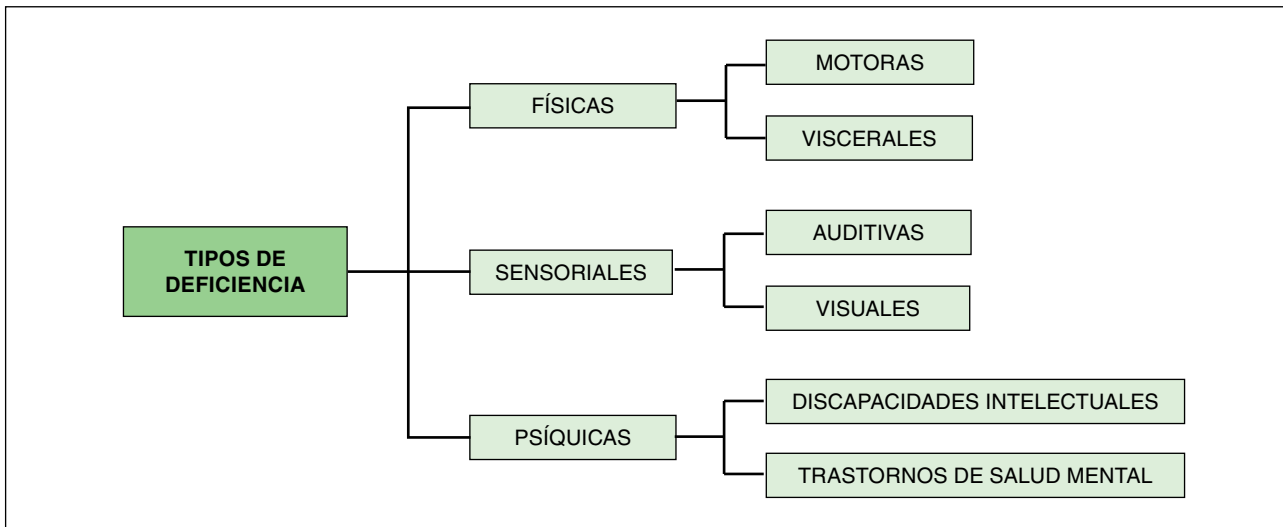 TIPOS DE
DEFICIENCIA
FÍSICAS
MOTORAS
VISCERALES
SENSORIALES
AUDITIVAS
VISUALES
PSÍQUICAS
DISCAPACIDADES INTELECTUALES
TRASTORNOS DE SALUD MENTAL